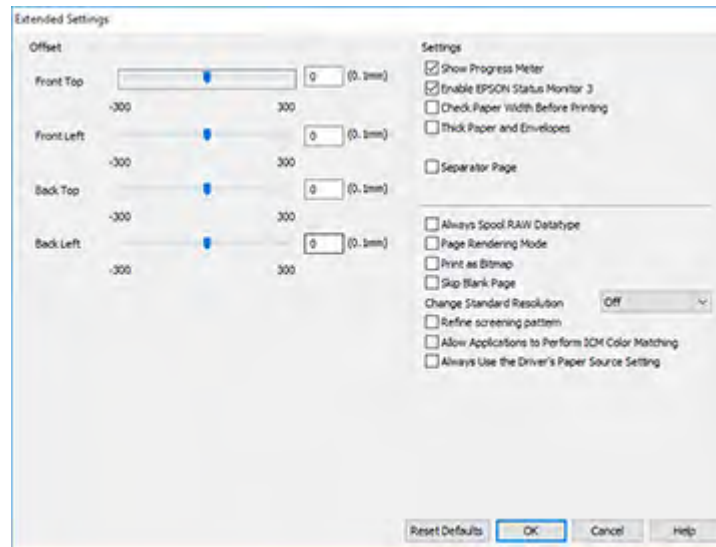 Extended Settings
Offset
Front Top
0
(0.1mm)
-300
300
Front Left
0
(0.1mm)
-300
300
Back Top
0
(0.1mm)
-300
300
Back Left
0
(0.1mm)
-300
300
Settings
Show Progress Meter
Enable EPSON Status Monitor 3
Check Paper Width Before Printing
Thick Paper and Envelopes
Separator Page
Always Spool RAW Datatype
Page Rendering Mode
Print as Bitmap
Skip Blank Page
Change Standard Resolution
Off
Refine screening pattern
Allow Applications to Perform ICM Color Matching
Always Use the Driver's Paper Source Setting
Reset Defaults
OK
Cancel
Help